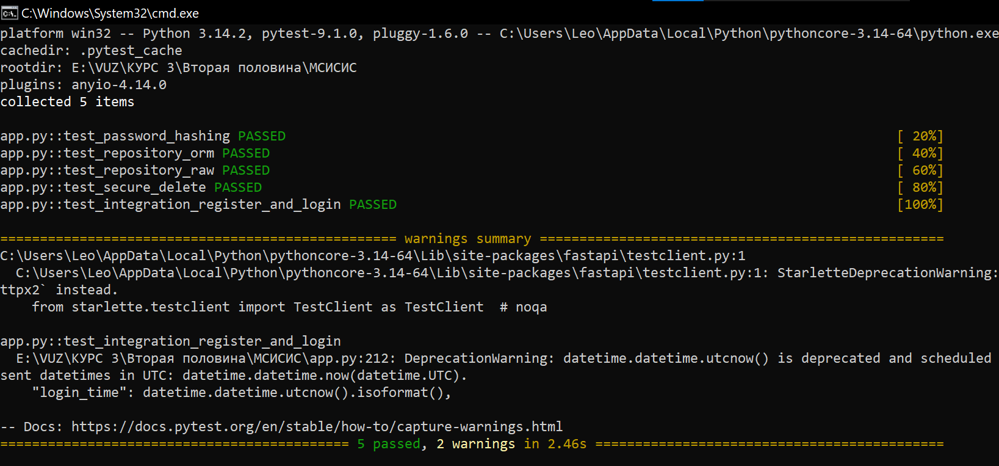 C:\Windows\System32\cmd.exe
platform win32 -- Python 3.14.2, pytest-9.1.0, pluggy-1.6.0 -- C:\Users\Leo\AppData\Local\Python\pythoncore-3.14-64\python.exe
cachedir: .pytest_cache
rootdir: E:\VUZ\КУРС 3\Вторая половина\МСИСИС
plugins: anyio-4.14.0
collected 5 items
app.py::test_password_hashing PASSED [ 20%]
app.py::test_repository_orm PASSED [ 40%]
app.py::test_repository_raw PASSED [ 60%]
app.py::test_secure_delete PASSED [ 80%]
app.py::test_integration_register_and_login PASSED [100%]
================================================== warnings summary ===================================================
C:\Users\Leo\AppData\Local\Python\pythoncore-3.14-64\Lib\site-packages\fastapi\testclient.py:1
C:\Users\Leo\AppData\Local\Python\pythoncore-3.14-64\Lib\site-packages\fastapi\testclient.py:1: StarletteDeprecationWarning:
ttpx2` instead.
from starlette.testclient import TestClient as TestClient  # noqa
app.py::test_integration_register_and_login
E:\VUZ\КУРС 3\Вторая половина\МСИСИС\app.py:212: DeprecationWarning: datetime.datetime.utcnow() is deprecated and scheduled
sent datetimes in UTC: datetime.datetime.now(datetime.UTC).
"login_time": datetime.datetime.utcnow().isoformat(),
-- Docs: https://docs.pytest.org/en/stable/how-to/capture-warnings.html
============================================ 5 passed, 2 warnings in 2.46s ============================================